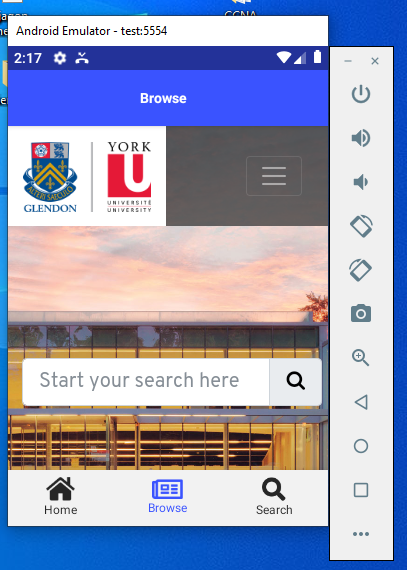 Android Emulator - test:5554
CCNA
2:17
Browse
YORK
U
GLENDON
UNIVERSITÉ
UNIVERSITY
Start your search here
Home
Browse
Search